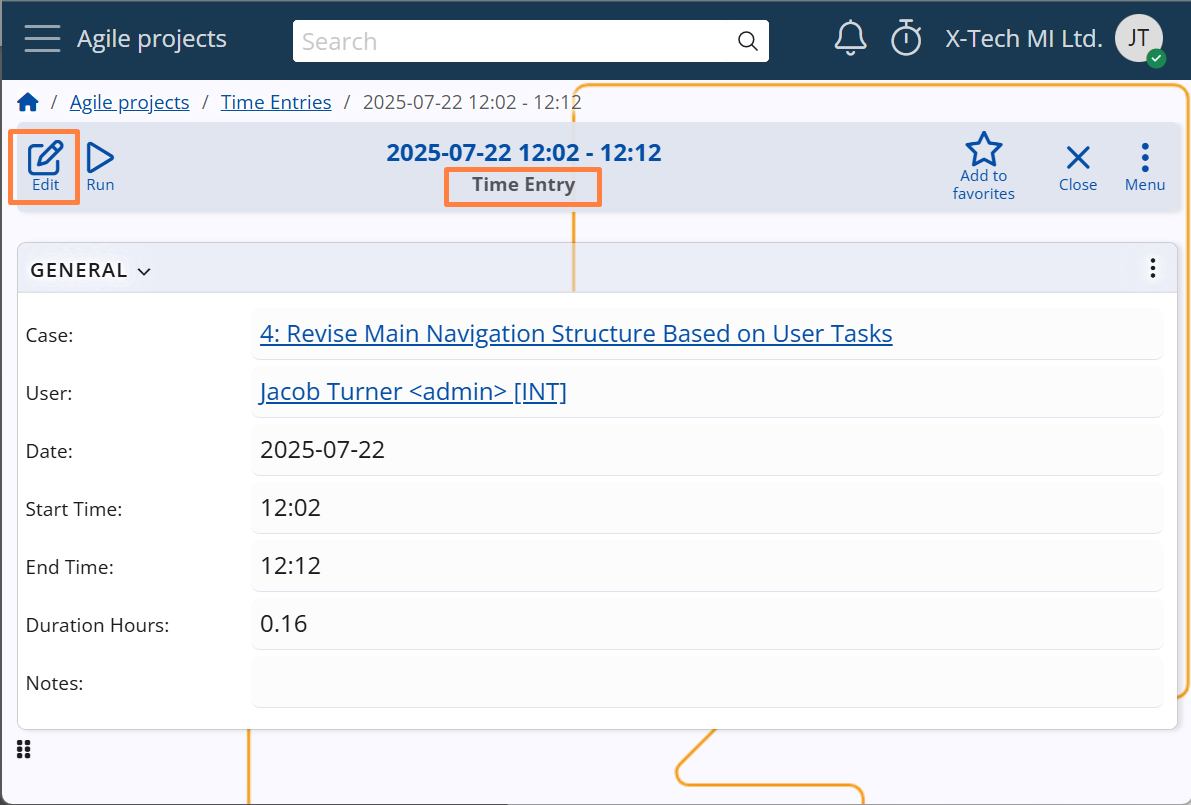 Agile projects
Search
X-Tech MI Ltd.
JT
/ Agile projects / Time Entries / 2025-07-22 12:02 - 12:12
Edit
Run
2025-07-22 12:02 - 12:12
Time Entry
Add to
favorites
Close
Menu
GENERAL
Case: 4: Revise Main Navigation Structure Based on User Tasks
User: Jacob Turner <admin> [INT]
Date: 2025-07-22
Start Time: 12:02
End Time: 12:12
Duration Hours: 0.16
Notes: